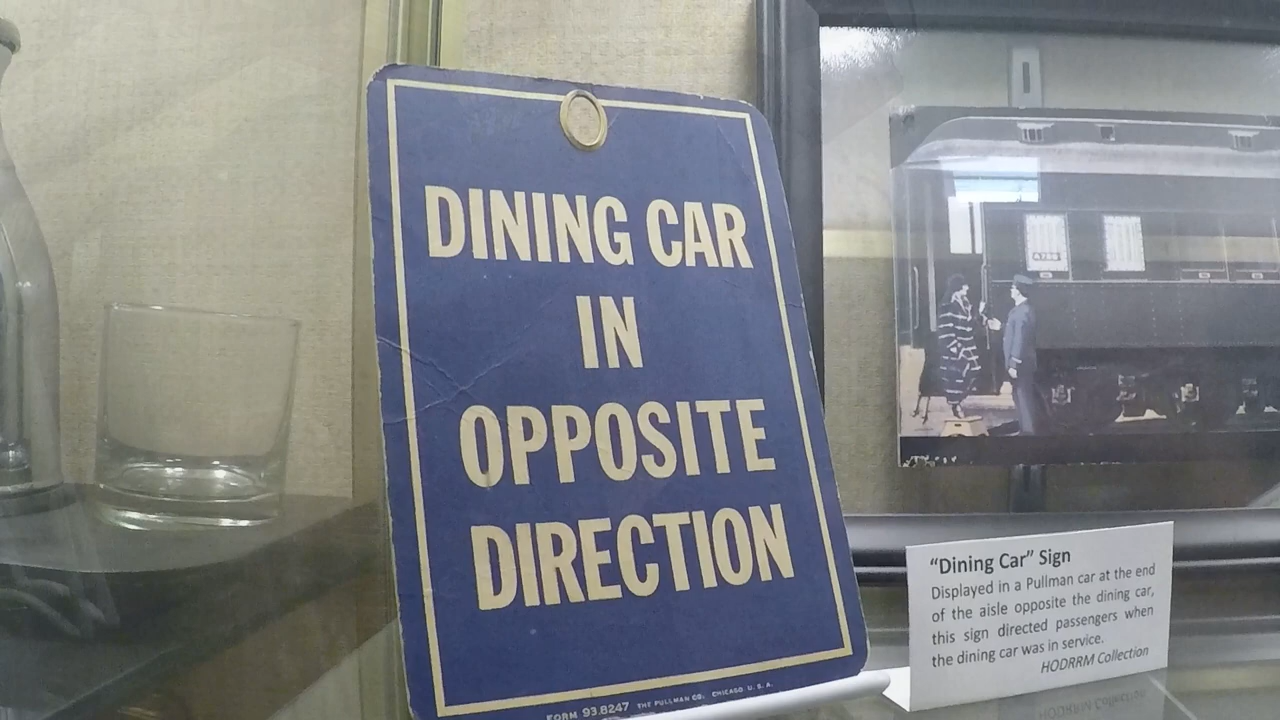 DINING CAR
IN
OPPOSITE
DIRECTION
FORM 93.8247 THE PULLMAN CO. CHICAGO, U. S. A.
"Dining Car" Sign
Displayed in a Pullman car at the end
of the aisle opposite the dining car,
this sign directed passengers when
the dining car was in service.
HODRRM Collection